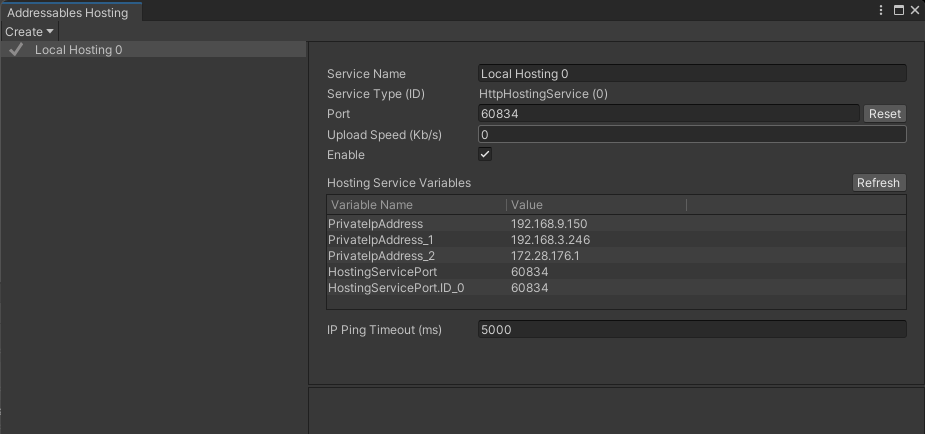 Addressables Hosting
Create
Local Hosting 0
Service Name Local Hosting 0
Service Type (ID) HttpHostingService (0)
Port 60834 Reset
Upload Speed (Kb/s) 0
Enable
Hosting Service Variables Refresh
Variable Name Value
PrivateIpAddress 192.168.9.150
PrivateIpAddress_1 192.168.3.246
PrivateIpAddress_2 172.28.176.1
HostingServicePort 60834
HostingServicePort.ID_0 60834
IP Ping Timeout (ms) 5000